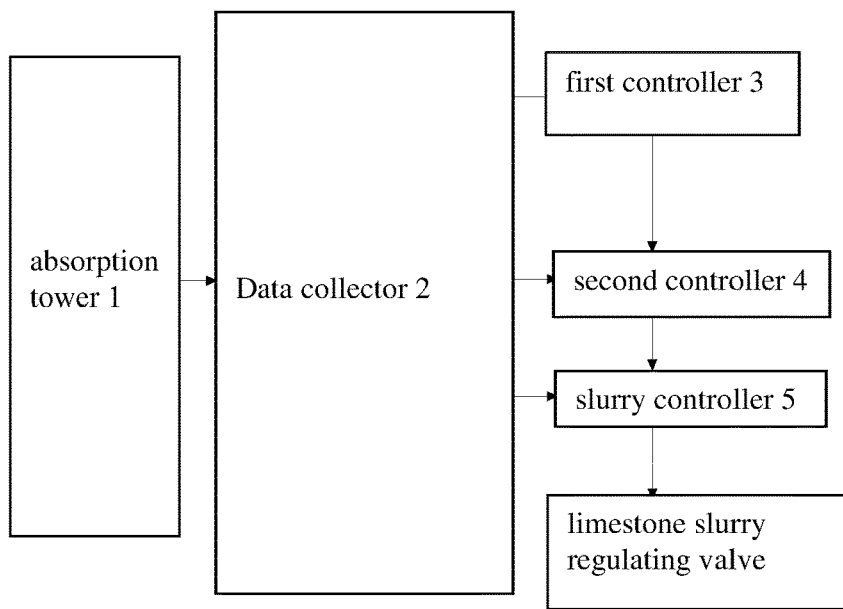 absorption
tower 1
Data collector 2
first controller 3
second controller 4
slurry controller 5
limestone slurry
regulating valve